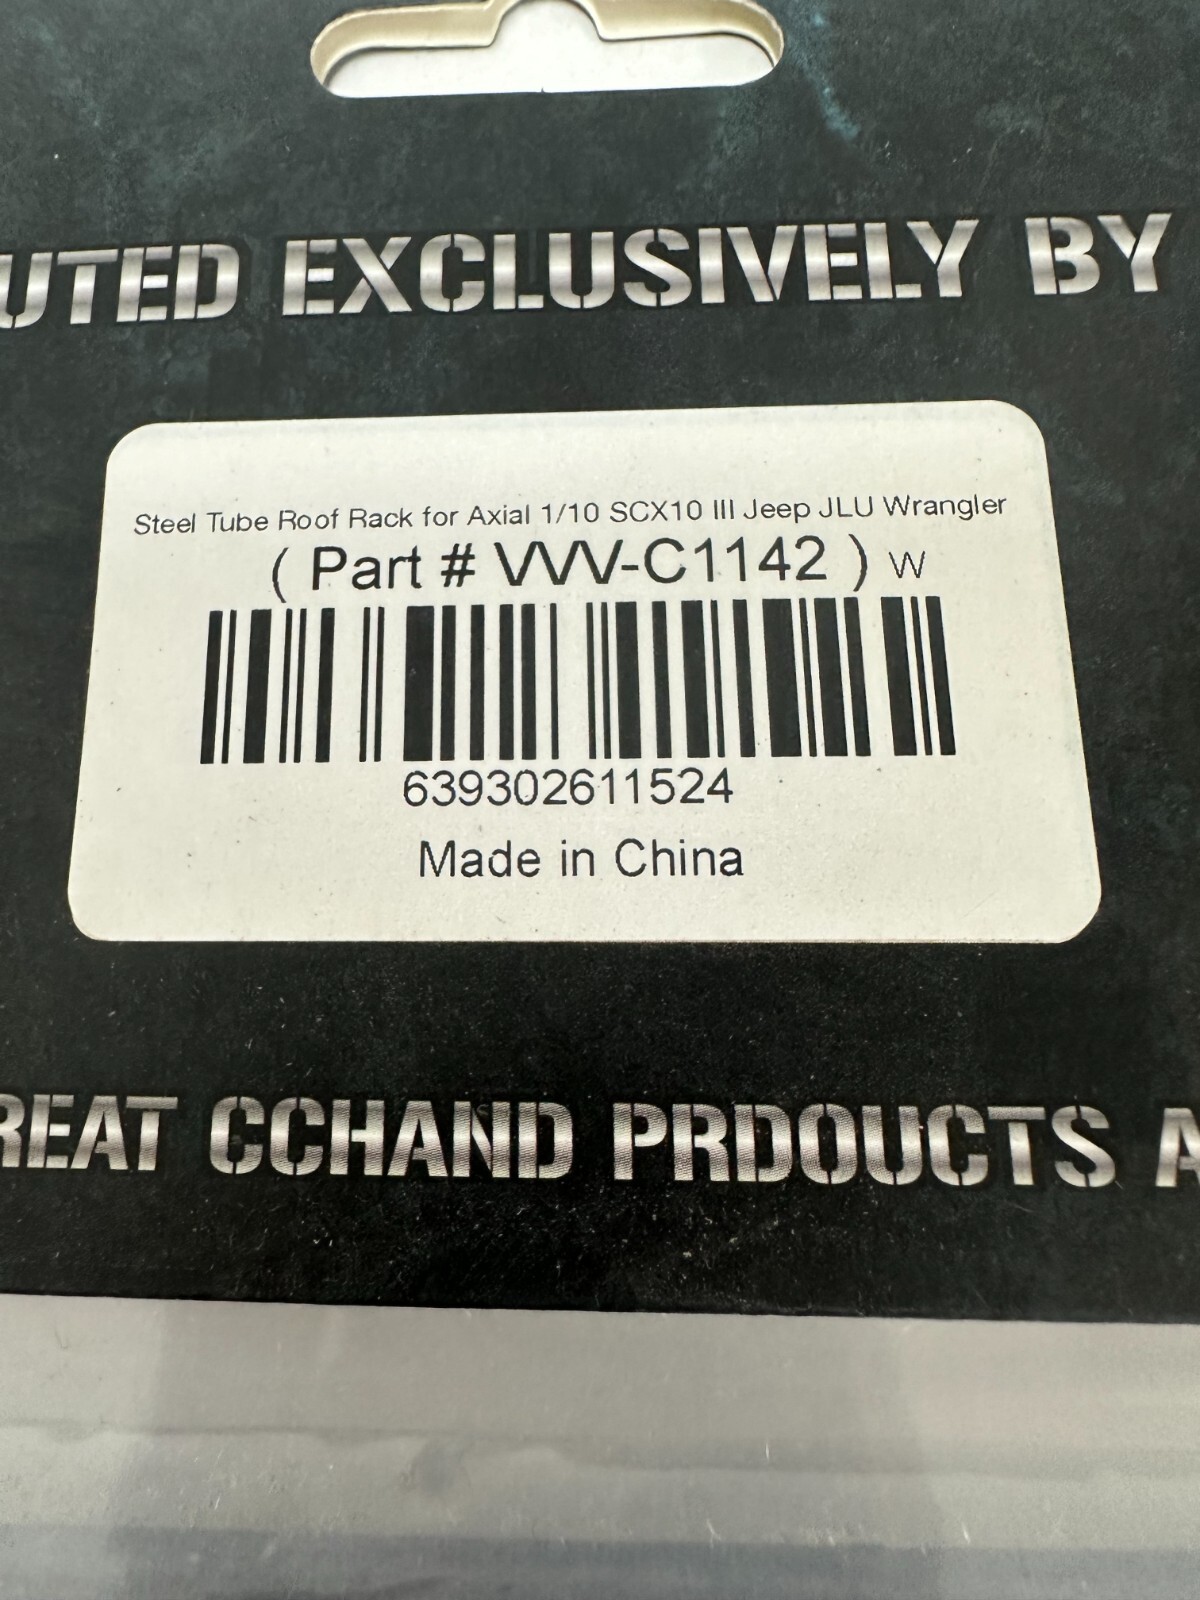 UTED EXCLUSIVELY BY
Steel Tube Roof Rack for Axial 1/10 SCX10 III Jeep JLU Wrangler
( Part # VVV-C1142 ) W
639302611524
Made in China
REAT CCHAND PRDOUCTS A